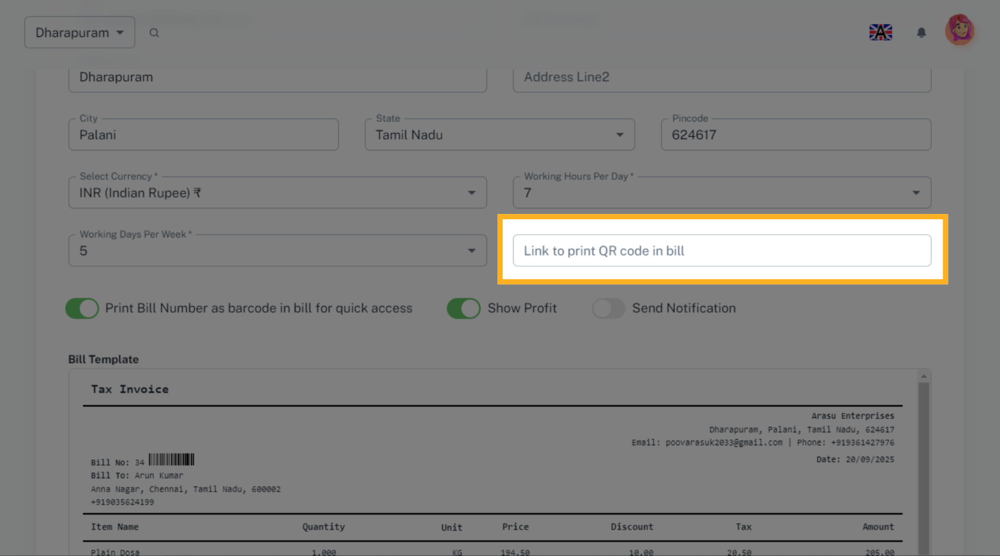 Dharapuram
A
Dharapuram
Address Line2
City
Palani
State
Tamil Nadu
Pincode
624617
Select Currency *
INR (Indian Rupee) ₹
Working Hours Per Day *
7
Working Days Per Week *
5
Link to print QR code in bill
Print Bill Number as barcode in bill for quick access
Show Profit
Send Notification
Bill Template
Tax Invoice
Arasu Enterprises
Dharapuram, Palani, Tamil Nadu, 624617
Email: poovarasuk2033@gmail.com | Phone: +919361427976
Bill No: 34
Date: 20/09/2025
Bill To: Arun Kumar
Anna Nagar, Chennai, Tamil Nadu, 600002
+919035624199
Item Name Quantity Unit Price Discount Tax Amount
Plain Dosa 1.000 KG 194.50 10.00 20.50 205.00